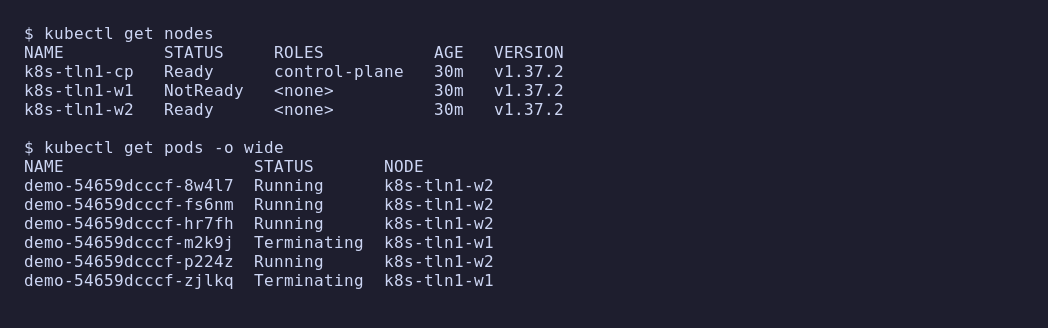 $ kubectl get nodes
NAME          STATUS     ROLES           AGE   VERSION
k8s-tln1-cp   Ready      control-plane   30m   v1.37.2
k8s-tln1-w1   NotReady   <none>          30m   v1.37.2
k8s-tln1-w2   Ready      <none>          30m   v1.37.2
$ kubectl get pods -o wide
NAME                   STATUS       NODE
demo-54659dcccf-8w4l7  Running      k8s-tln1-w2
demo-54659dcccf-fs6nm  Running      k8s-tln1-w2
demo-54659dcccf-hr7fh  Running      k8s-tln1-w2
demo-54659dcccf-m2k9j  Terminating  k8s-tln1-w1
demo-54659dcccf-p224z  Running      k8s-tln1-w2
demo-54659dcccf-zjlkq  Terminating  k8s-tln1-w1